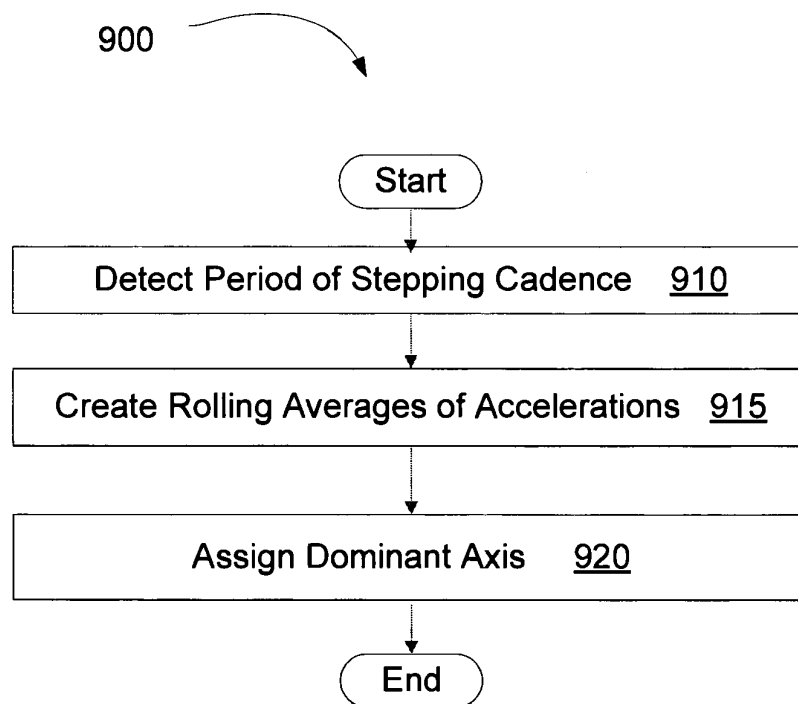 900
Start
Detect Period of Stepping Cadence 910
Create Rolling Averages of Accelerations 915
Assign Dominant Axis 920
End